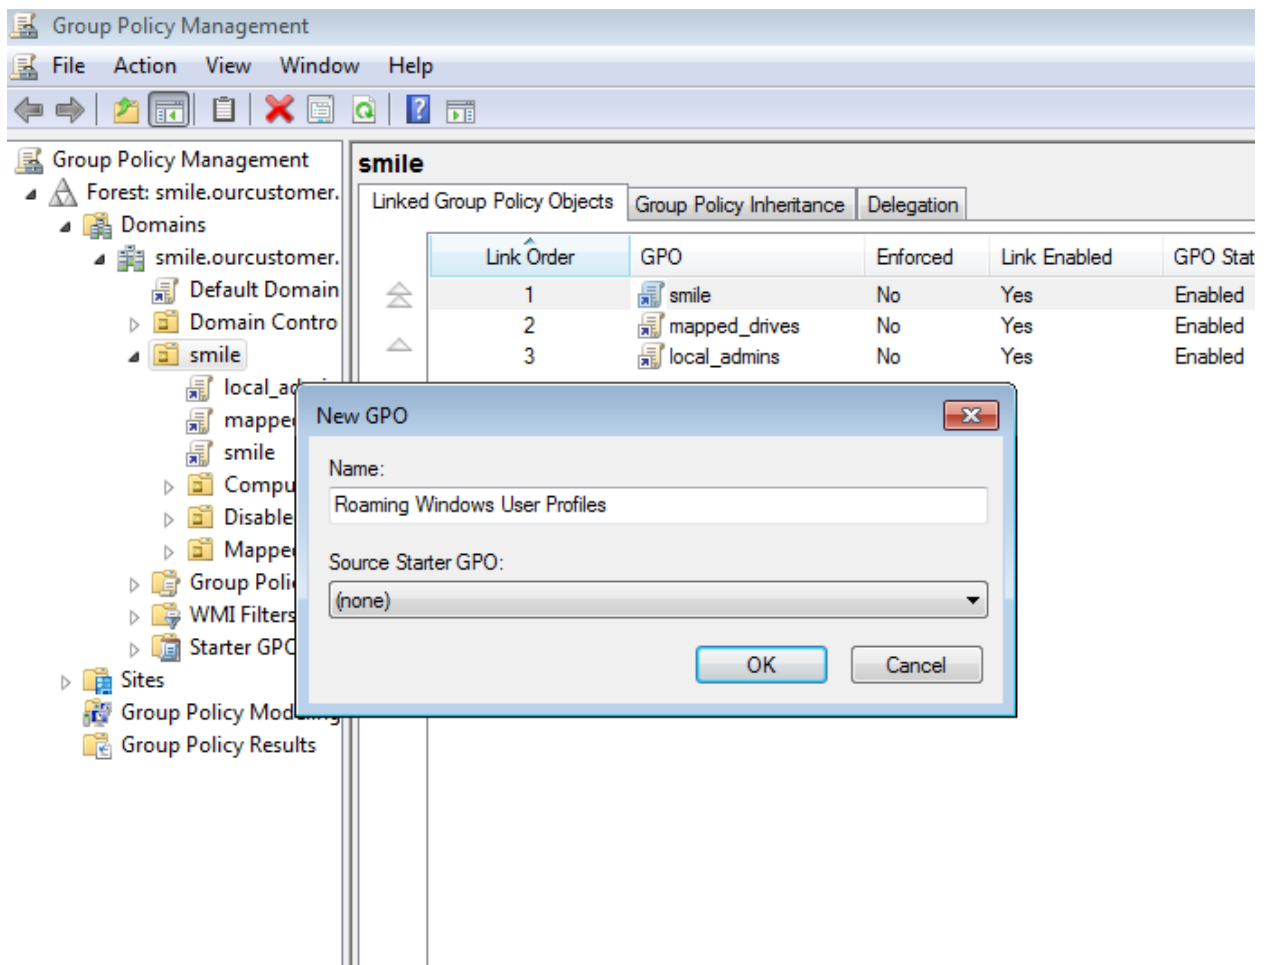 Group Policy Management
File Action View Window Help
Group Policy Management
Forest: smile.ourcustomer.
Domains
smile.ourcustomer.
Default Domain
Domain Contro
smile
local_ad
mapped
smile
Compu
Disable
Mapped
Group Polic
WMI Filters
Starter GPO
Sites
Group Policy Modeling
Group Policy Results
smile
Linked Group Policy Objects Group Policy Inheritance Delegation
Link Order GPO Enforced Link Enabled GPO Stat
1 smile No Yes Enabled
2 mapped_drives No Yes Enabled
3 local_admins No Yes Enabled
New GPO
Name:
Roaming Windows User Profiles
Source Starter GPO:
(none)
OK Cancel